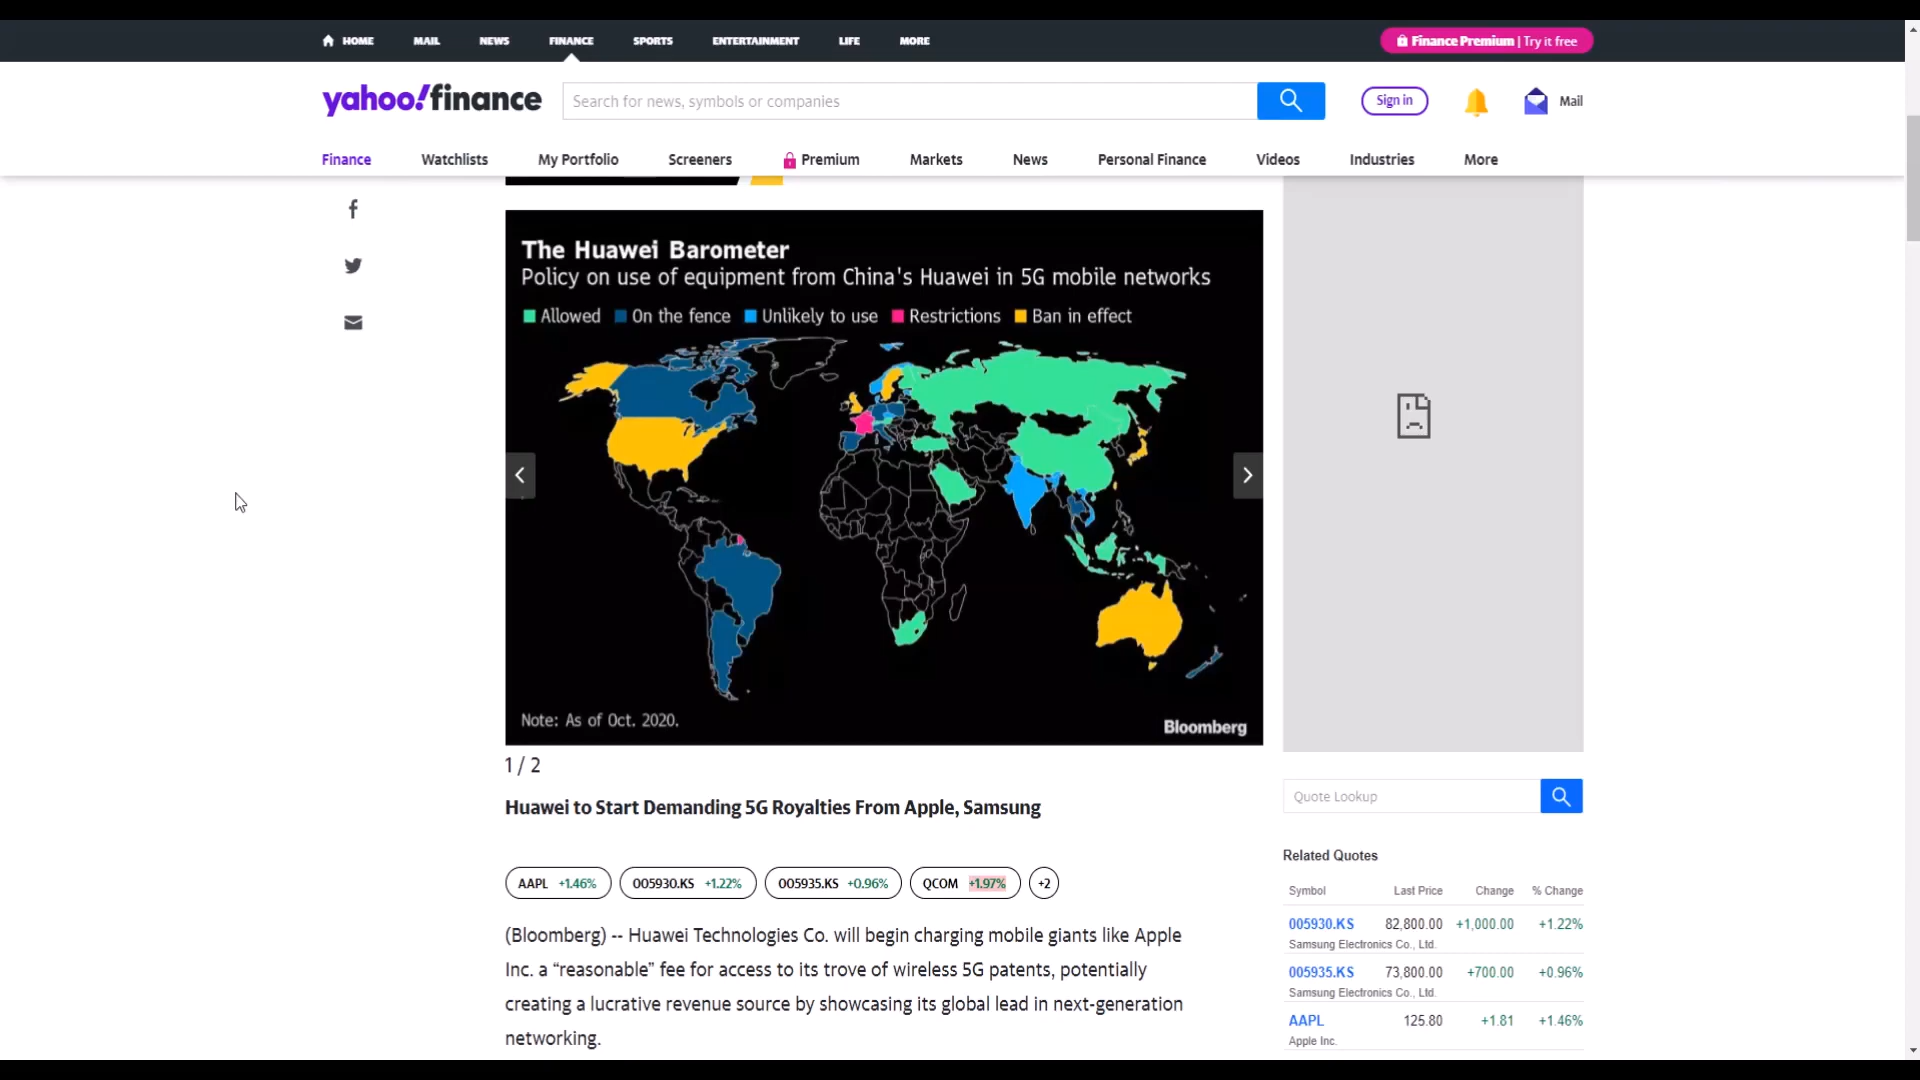 HOME MAIL NEWS FINANCE SPORTS ENTERTAINMENT LIFE MORE Finance Premium | Try it free
yahoo!finance Search for news, symbols or companies Sign in Mail
Finance Watchlists My Portfolio Screeners Premium Markets News Personal Finance Videos Industries More
The Huawei Barometer
Policy on use of equipment from China's Huawei in 5G mobile networks
Allowed On the fence Unlikely to use Restrictions Ban in effect
Note: As of Oct. 2020.
Bloomberg
1 / 2
Huawei to Start Demanding 5G Royalties From Apple, Samsung
AAPL +1.46% 005930.KS +1.22% 005935.KS +0.96% QCOM +1.97% +2
(Bloomberg) -- Huawei Technologies Co. will begin charging mobile giants like Apple
Inc. a “reasonable” fee for access to its trove of wireless 5G patents, potentially
creating a lucrative revenue source by showcasing its global lead in next-generation
networking.
Quote Lookup
Related Quotes
Symbol Last Price Change % Change
005930.KS 82,800.00 +1,000.00 +1.22%
Samsung Electronics Co., Ltd.
005935.KS 73,800.00 +700.00 +0.96%
Samsung Electronics Co., Ltd.
AAPL 125.80 +1.81 +1.46%
Apple Inc.